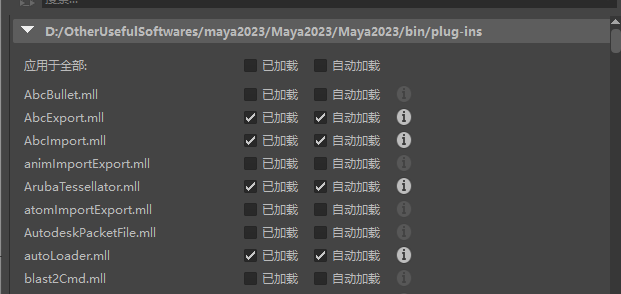 搜索...
D:/OtherUsefulSoftwares/maya2023/Maya2023/Maya2023/bin/plug-ins
应用于全部: 已加载 自动加载
AbcBullet.mll 已加载 自动加载
AbcExport.mll 已加载 自动加载
AbcImport.mll 已加载 自动加载
animImportExport.mll 已加载 自动加载
ArubaTessellator.mll 已加载 自动加载
atomImportExport.mll 已加载 自动加载
AutodeskPacketFile.mll 已加载 自动加载
autoLoader.mll 已加载 自动加载
blast2Cmd.mll 已加载 自动加载